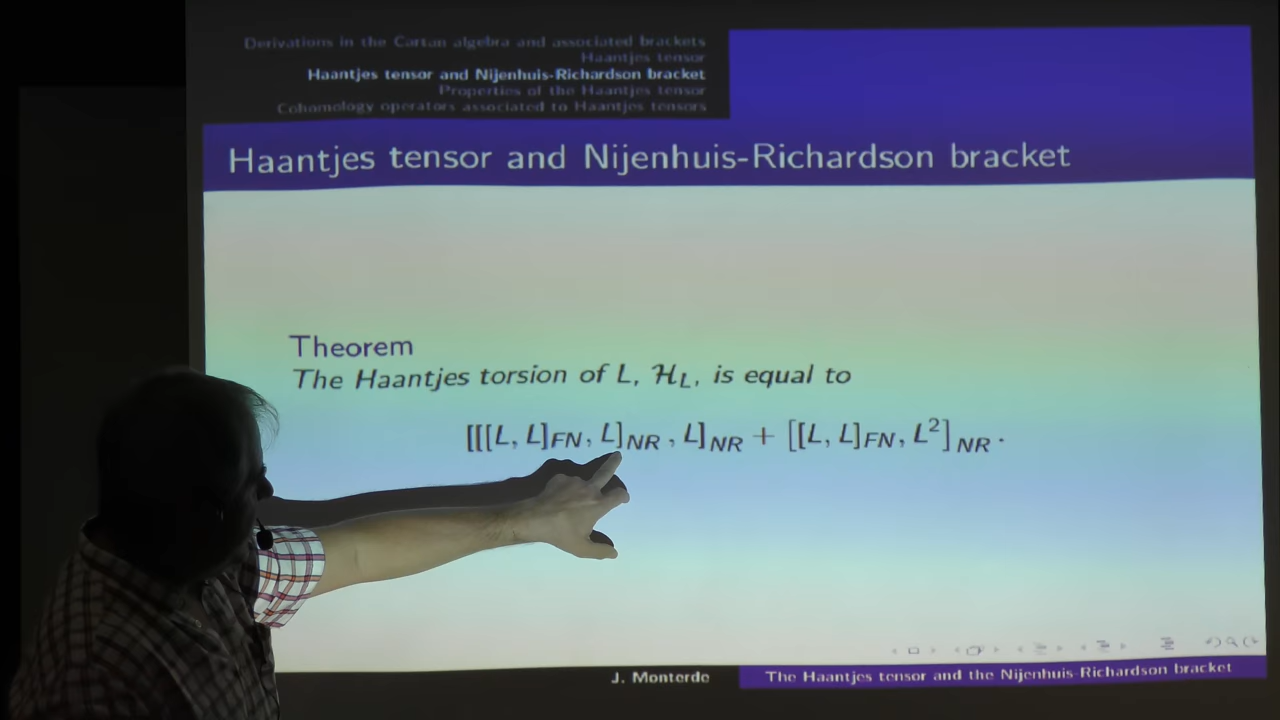 Derivations in the Cartan algebra and associated brackets
Haantjes tensor
Haantjes tensor and Nijenhuis-Richardson bracket
Properties of the Haantjes tensor
Cohomology operators associated to Haantjes tensors
Haantjes tensor and Nijenhuis-Richardson bracket
Theorem
The Haantjes torsion of L, ℋ_L, is equal to
[[[L, L]_FN, L]_NR, L]_NR + [[L, L]_FN, L²]_NR.
J. Monterde
The Haantjes tensor and the Nijenhuis-Richardson bracket